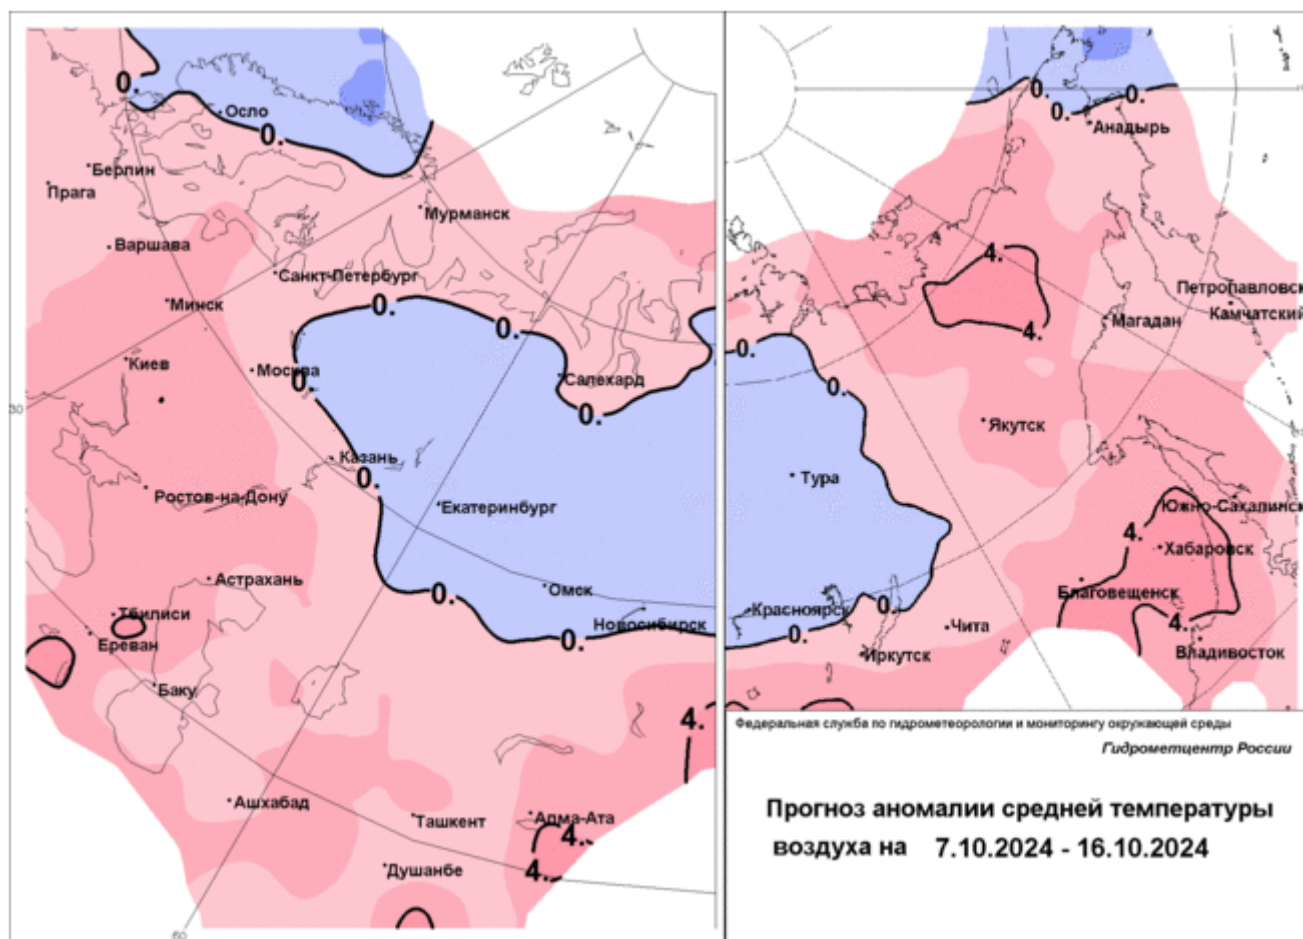 0.
Осло
0.
Берлин
Прага
Мурманск
Варшава
Санкт-Петербург
Минск
0.
0.
Киев
Москва
0.
Салехард
0.
30
Казань
0.
Ростов-на-Дону
Екатеринбург
Астрахань
0.
Омск
Тбилиси
Новосибирск
Ереван
0.
Баку
4.
Ашхабад
Ташкент
Алма-Ата
4.
Душанбе
4.
60
0.
0.
0.
Анадырь
4.
Петропавловск
Камчатский
Магадан
4.
0.
0.
Якутск
Тура
Южно-Сахалинск
4.
Хабаровск
Благовещенск
Красноярск
0.
4.
0.
Чита
Иркутск
Владивосток
Федеральная служба по гидрометеорологии и мониторингу окружающей среды
Гидрометцентр России
Прогноз аномалии средней температуры
воздуха на 7.10.2024 - 16.10.2024